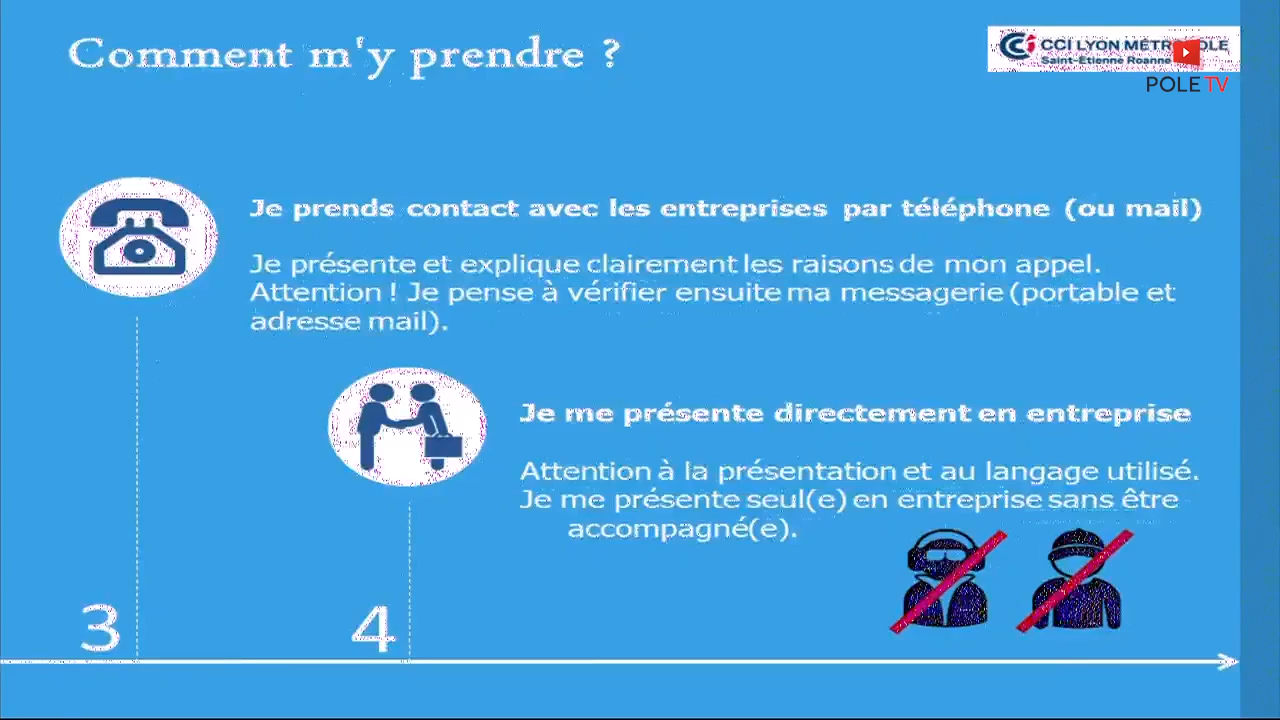 Comment m'y prendre ?
CCI LYON MÉTROPOLE
Saint-Etienne Roanne
POLE TV
Je prends contact avec les entreprises par téléphone (ou mail)
Je présente et explique clairement les raisons de mon appel.
Attention ! Je pense à vérifier ensuite ma messagerie (portable et
adresse mail).
Je me présente directement en entreprise
Attention à la présentation et au langage utilisé.
Je me présente seul(e) en entreprise sans être
accompagné(e).
3
4